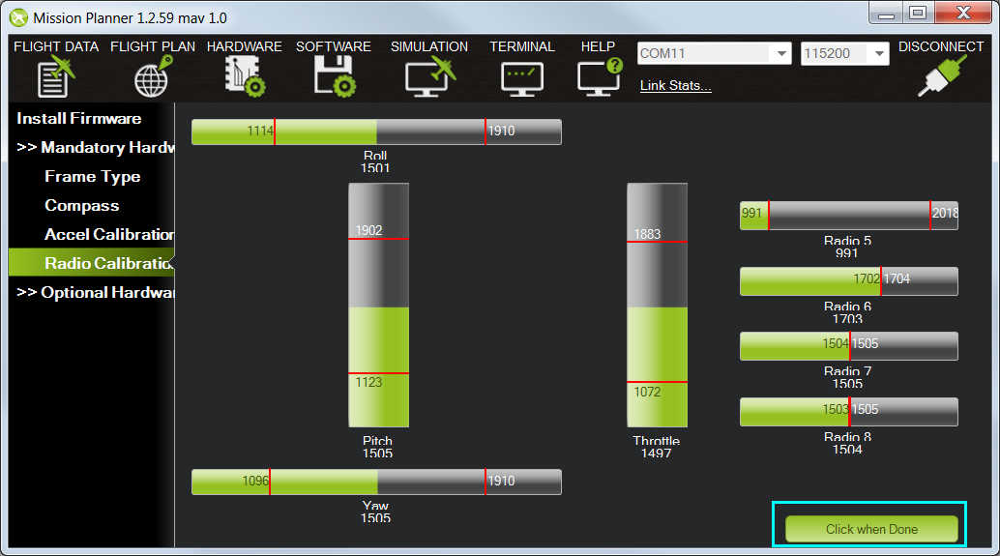 Mission Planner 1.2.59 mav 1.0
FLIGHT DATA FLIGHT PLAN HARDWARE SOFTWARE SIMULATION TERMINAL HELP COM11 115200 DISCONNECT
Link Stats...
Install Firmware
>> Mandatory Hardw
Frame Type
Compass
Accel Calibration
Radio Calibratio
>> Optional Hardwa
1114 1910
Roll
1501
1902
1123
Pitch
1505
1883
1072
Throttle
1497
1096 1910
Yaw
1505
991 2018
Radio 5
991
1702 1704
Radio 6
1703
1504 1505
Radio 7
1505
1503 1505
Radio 8
1504
Click when Done